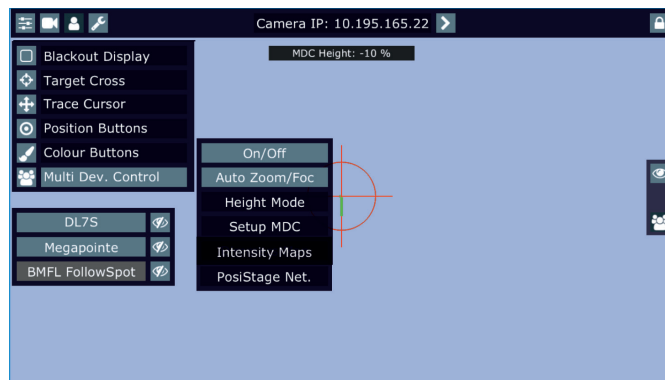 Camera IP: 10.195.165.22
MDC Height: -10 %
Blackout Display
Target Cross
Trace Cursor
Position Buttons
Colour Buttons
Multi Dev. Control
On/Off
Auto Zoom/Foc
Height Mode
Setup MDC
Intensity Maps
PosiStage Net.
DL7S
Megapointe
BMFL FollowSpot